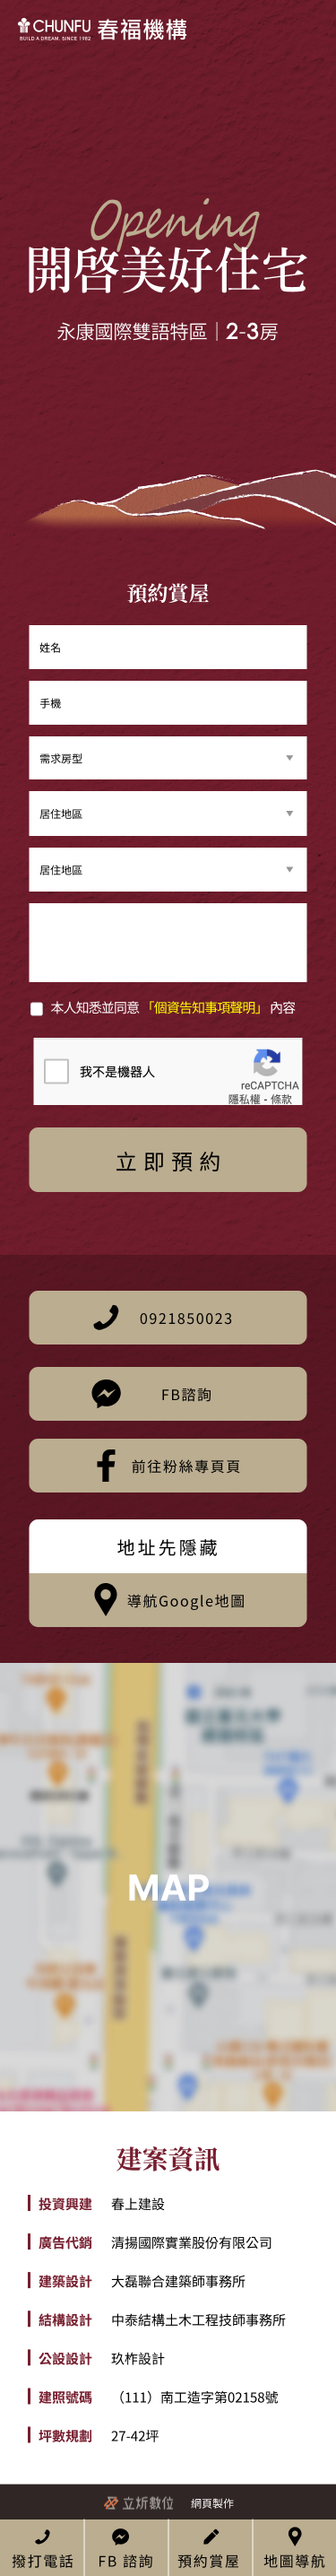 CHUNFU 春福機構
BUILD A DREAM. SINCE 1982
Opening
開啓美好住宅
永康國際雙語特區｜2-3房
預約賞屋
姓名
手機
需求房型
居住地區
居住地區
本人知悉並同意「個資告知事項聲明」內容
我不是機器人
reCAPTCHA
隱私權 - 條款
立即預約
0921850023
FB諮詢
前往粉絲專頁頁
地址先隱藏
導航Google地圖
MAP
建案資訊
投資興建 春上建設
廣告代銷 清揚國際實業股份有限公司
建築設計 大磊聯合建築師事務所
結構設計 中泰結構土木工程技師事務所
公設設計 玖柞設計
建照號碼 （111）南工造字第02158號
坪數規劃 27-42坪
立炘數位 網頁製作
撥打電話 FB 諮詢 預約賞屋 地圖導航